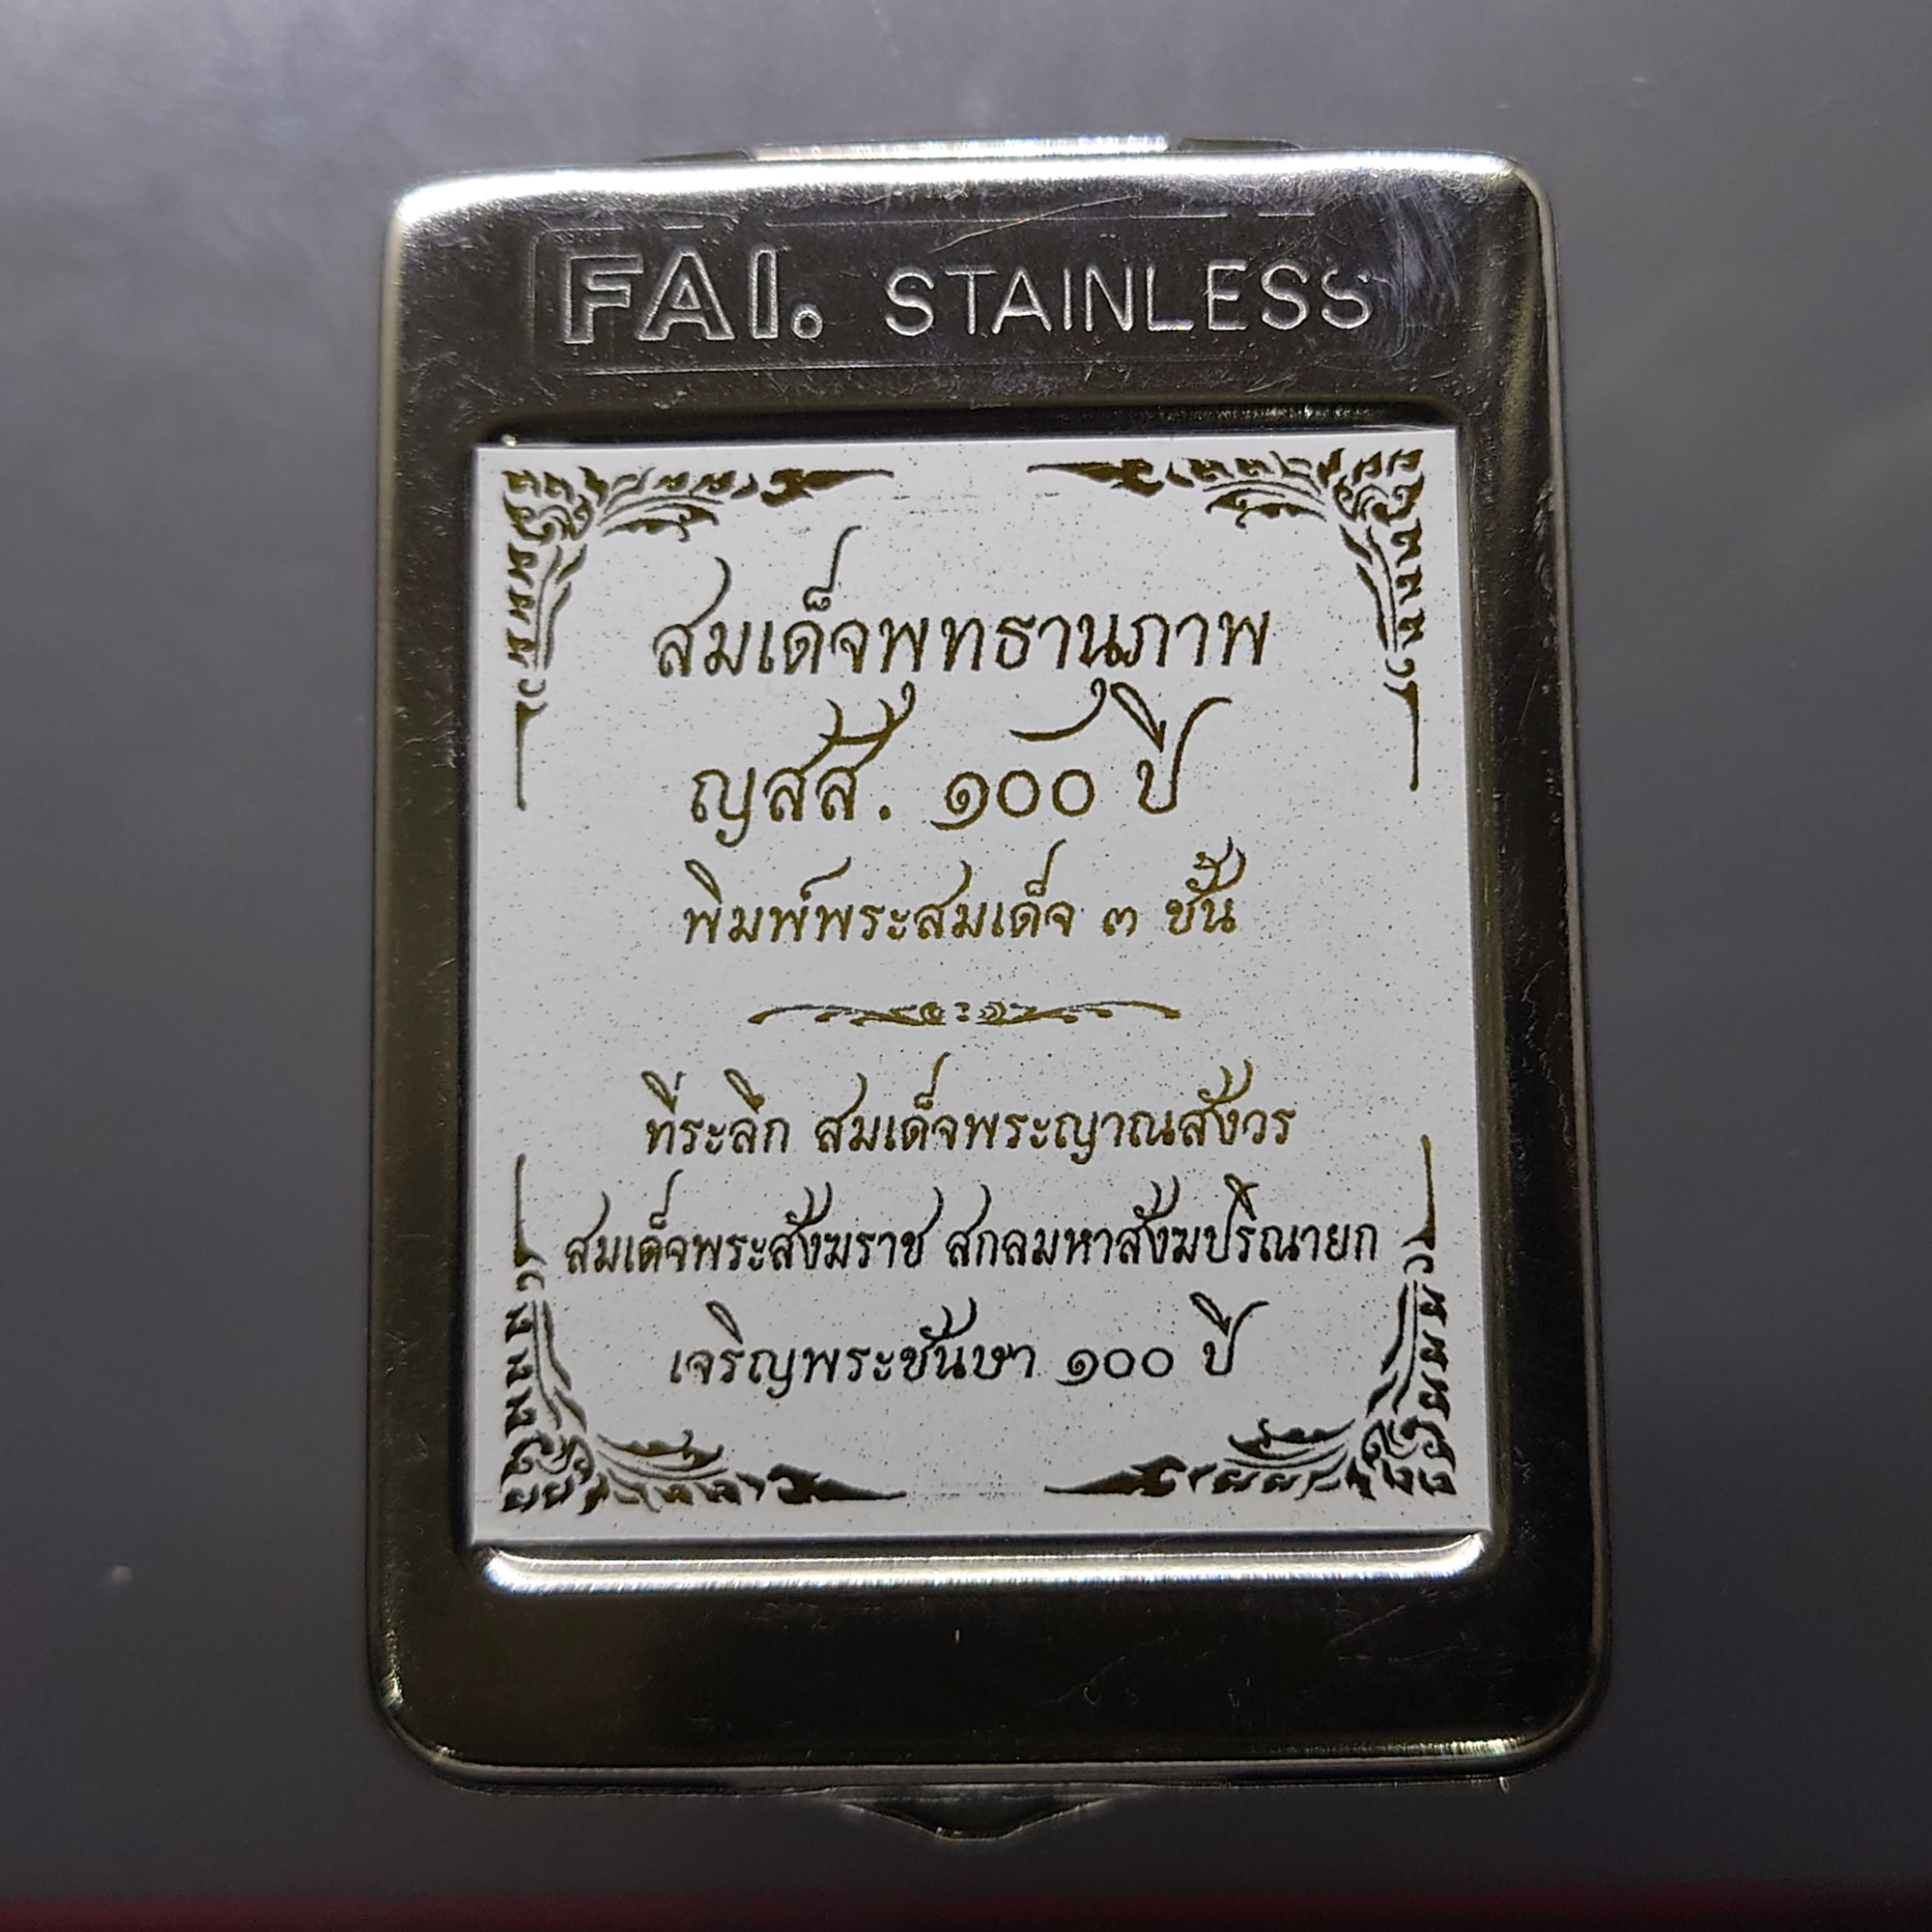 FAI. STAINLESS
สมเด็จพุทธานุภาพ
ญสส. ๑๐๐ ปี
พิมพ์พระสมเด็จ ๓ ชั้น
ที่ระลึก สมเด็จพระญาณสังวร
สมเด็จพระสังฆราช สกลมหาสังฆปริณายก
เจริญพระชันษา ๑๐๐ ปี